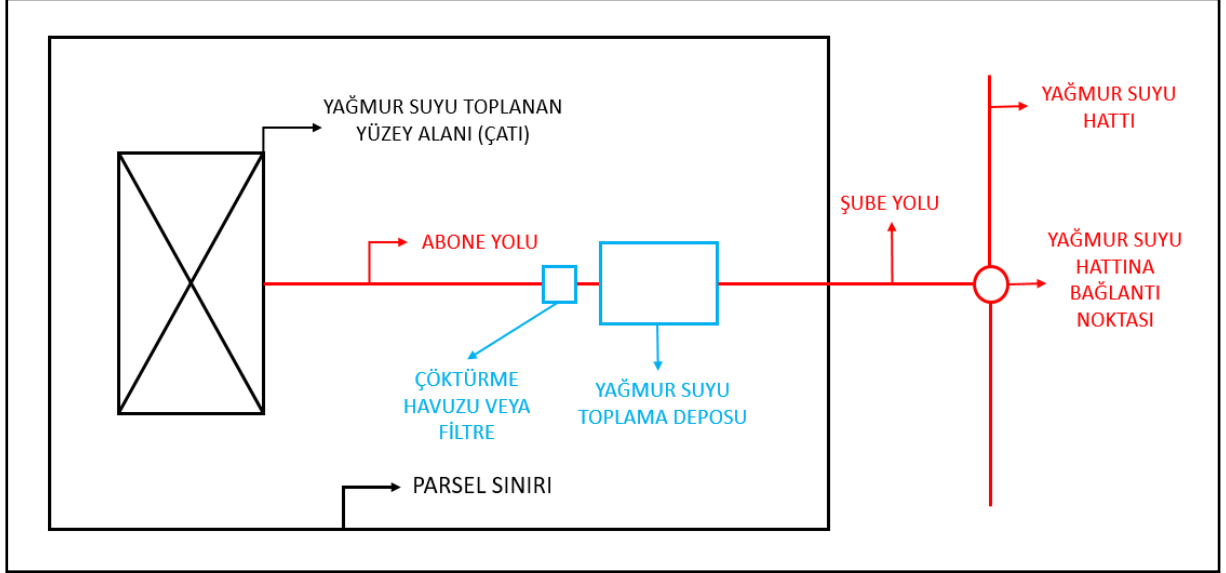 YAĞMUR SUYU TOPLANAN
YÜZEY ALANI (ÇATI)
YAĞMUR SUYU
HATTI
ŞUBE YOLU
ABONE YOLU
YAĞMUR SUYU
HATTINA
BAĞLANTI
NOKTASI
ÇÖKTÜRME
HAVUZU VEYA
FİLTRE
YAĞMUR SUYU
TOPLAMA DEPOSU
PARSEL SINIRI